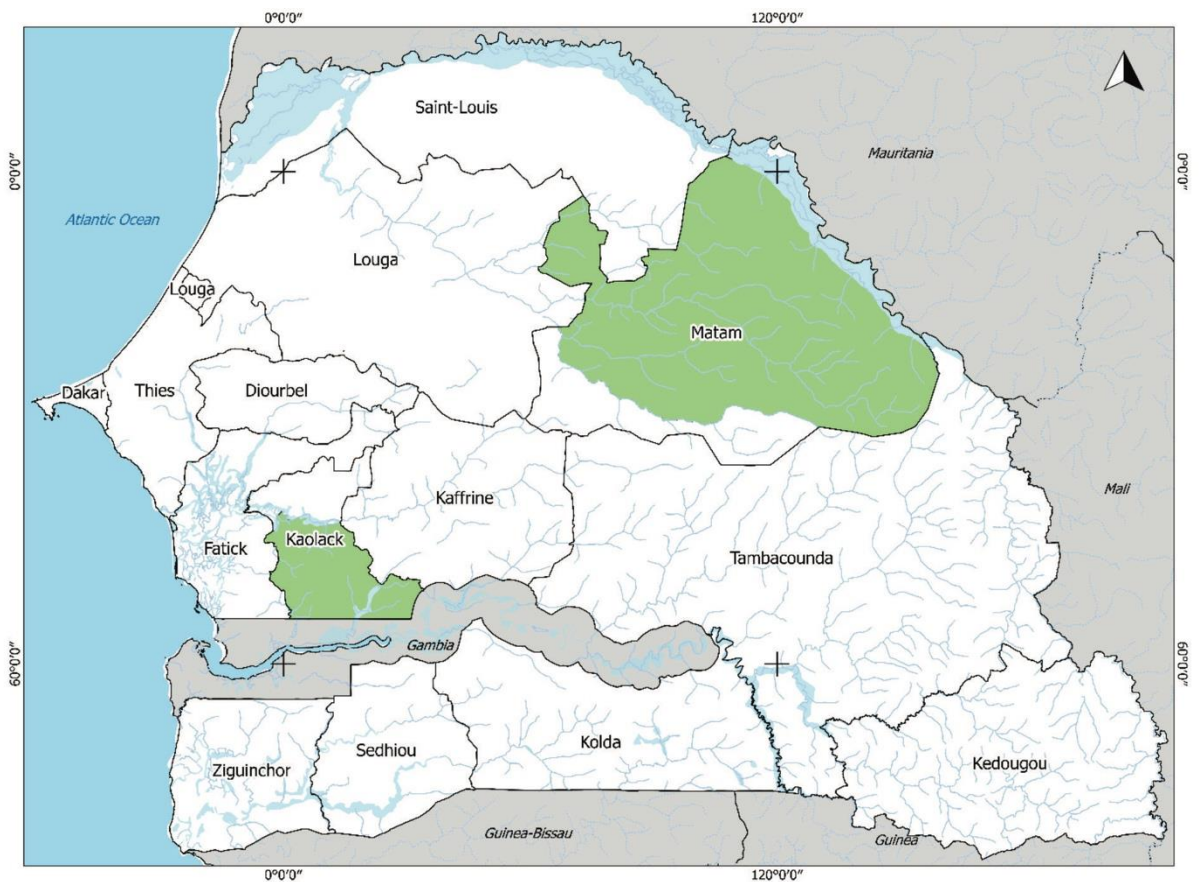 0°0'0"
120°0'0"
Saint-Louis
Mauritania
0°0'0"
0°0'0"
Atlantic Ocean
Louga
Louga
Matam
Dakar
Thies
Diourbel
Mali
Kaffrine
Kaolack
Fatick
Tambacounda
Gambia
60°0'0"
60°0'0"
Kolda
Sedhiou
Kedougou
Ziguinchor
Guinea-Bissau
Guinea
0°0'0"
120°0'0"